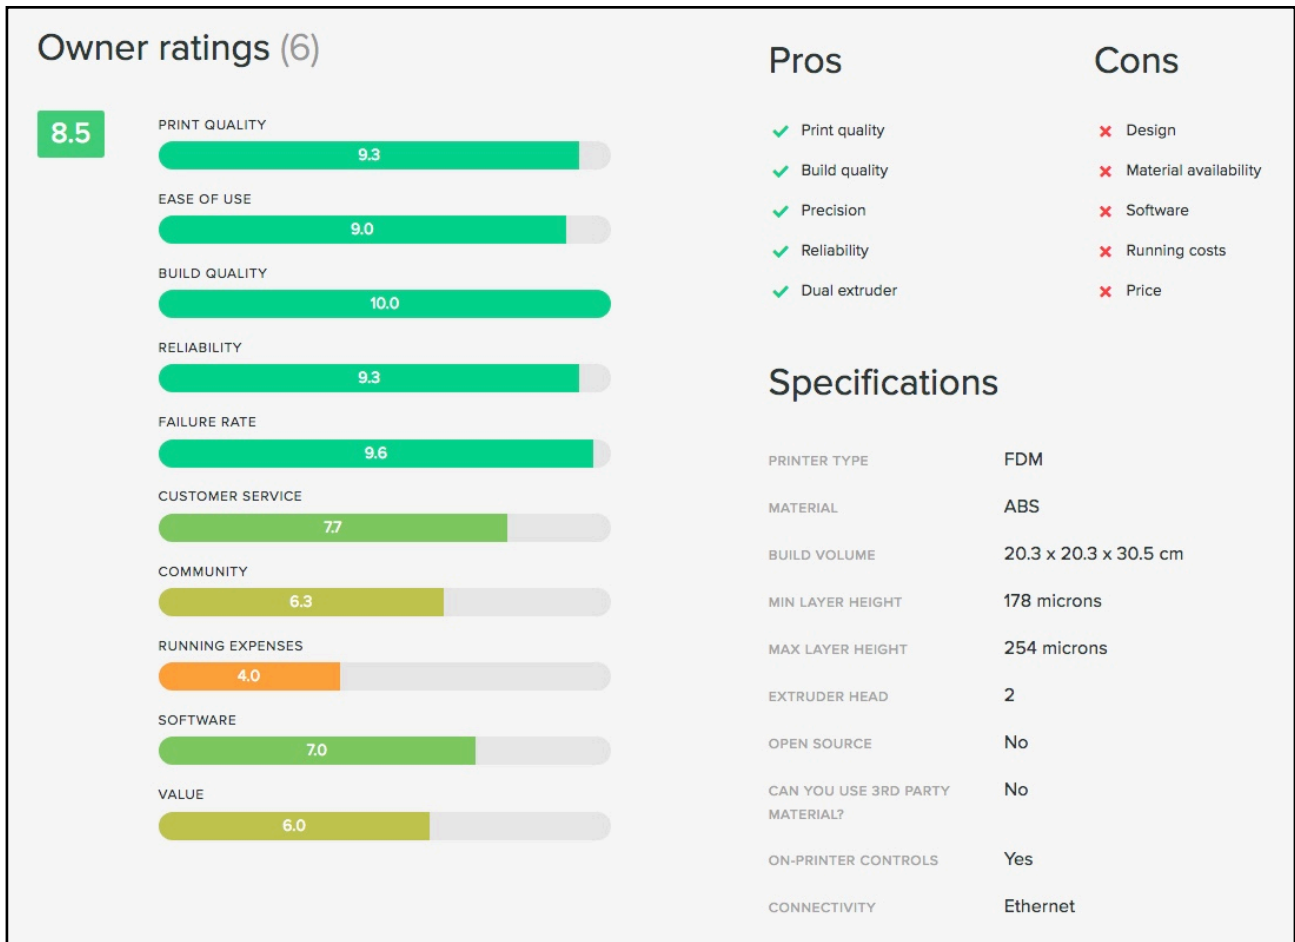 Owner ratings (6)
8.5
PRINT QUALITY
9.3
EASE OF USE
9.0
BUILD QUALITY
10.0
RELIABILITY
9.3
FAILURE RATE
9.6
CUSTOMER SERVICE
7.7
COMMUNITY
6.3
RUNNING EXPENSES
4.0
SOFTWARE
7.0
VALUE
6.0
Pros
Print quality
Build quality
Precision
Reliability
Dual extruder
Cons
Design
Material availability
Software
Running costs
Price
Specifications
PRINTER TYPE FDM
MATERIAL ABS
BUILD VOLUME 20.3 x 20.3 x 30.5 cm
MIN LAYER HEIGHT 178 microns
MAX LAYER HEIGHT 254 microns
EXTRUDER HEAD 2
OPEN SOURCE No
CAN YOU USE 3RD PARTY No
MATERIAL?
ON-PRINTER CONTROLS Yes
CONNECTIVITY Ethernet